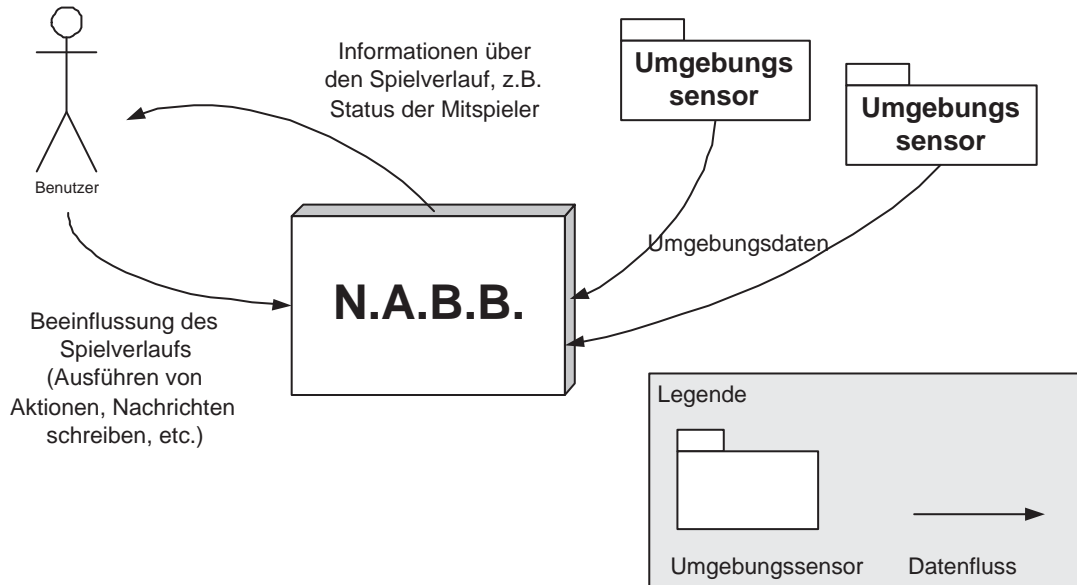 Informationen über
den Spielverlauf, z.B.
Status der Mitspieler
Umgebungs
sensor
Umgebungs
sensor
Benutzer
Umgebungsdaten
N.A.B.B.
Beeinflussung des
Spielverlaufs
(Ausführen von
Aktionen, Nachrichten
schreiben, etc.)
Legende
Umgebungssensor
Datenfluss